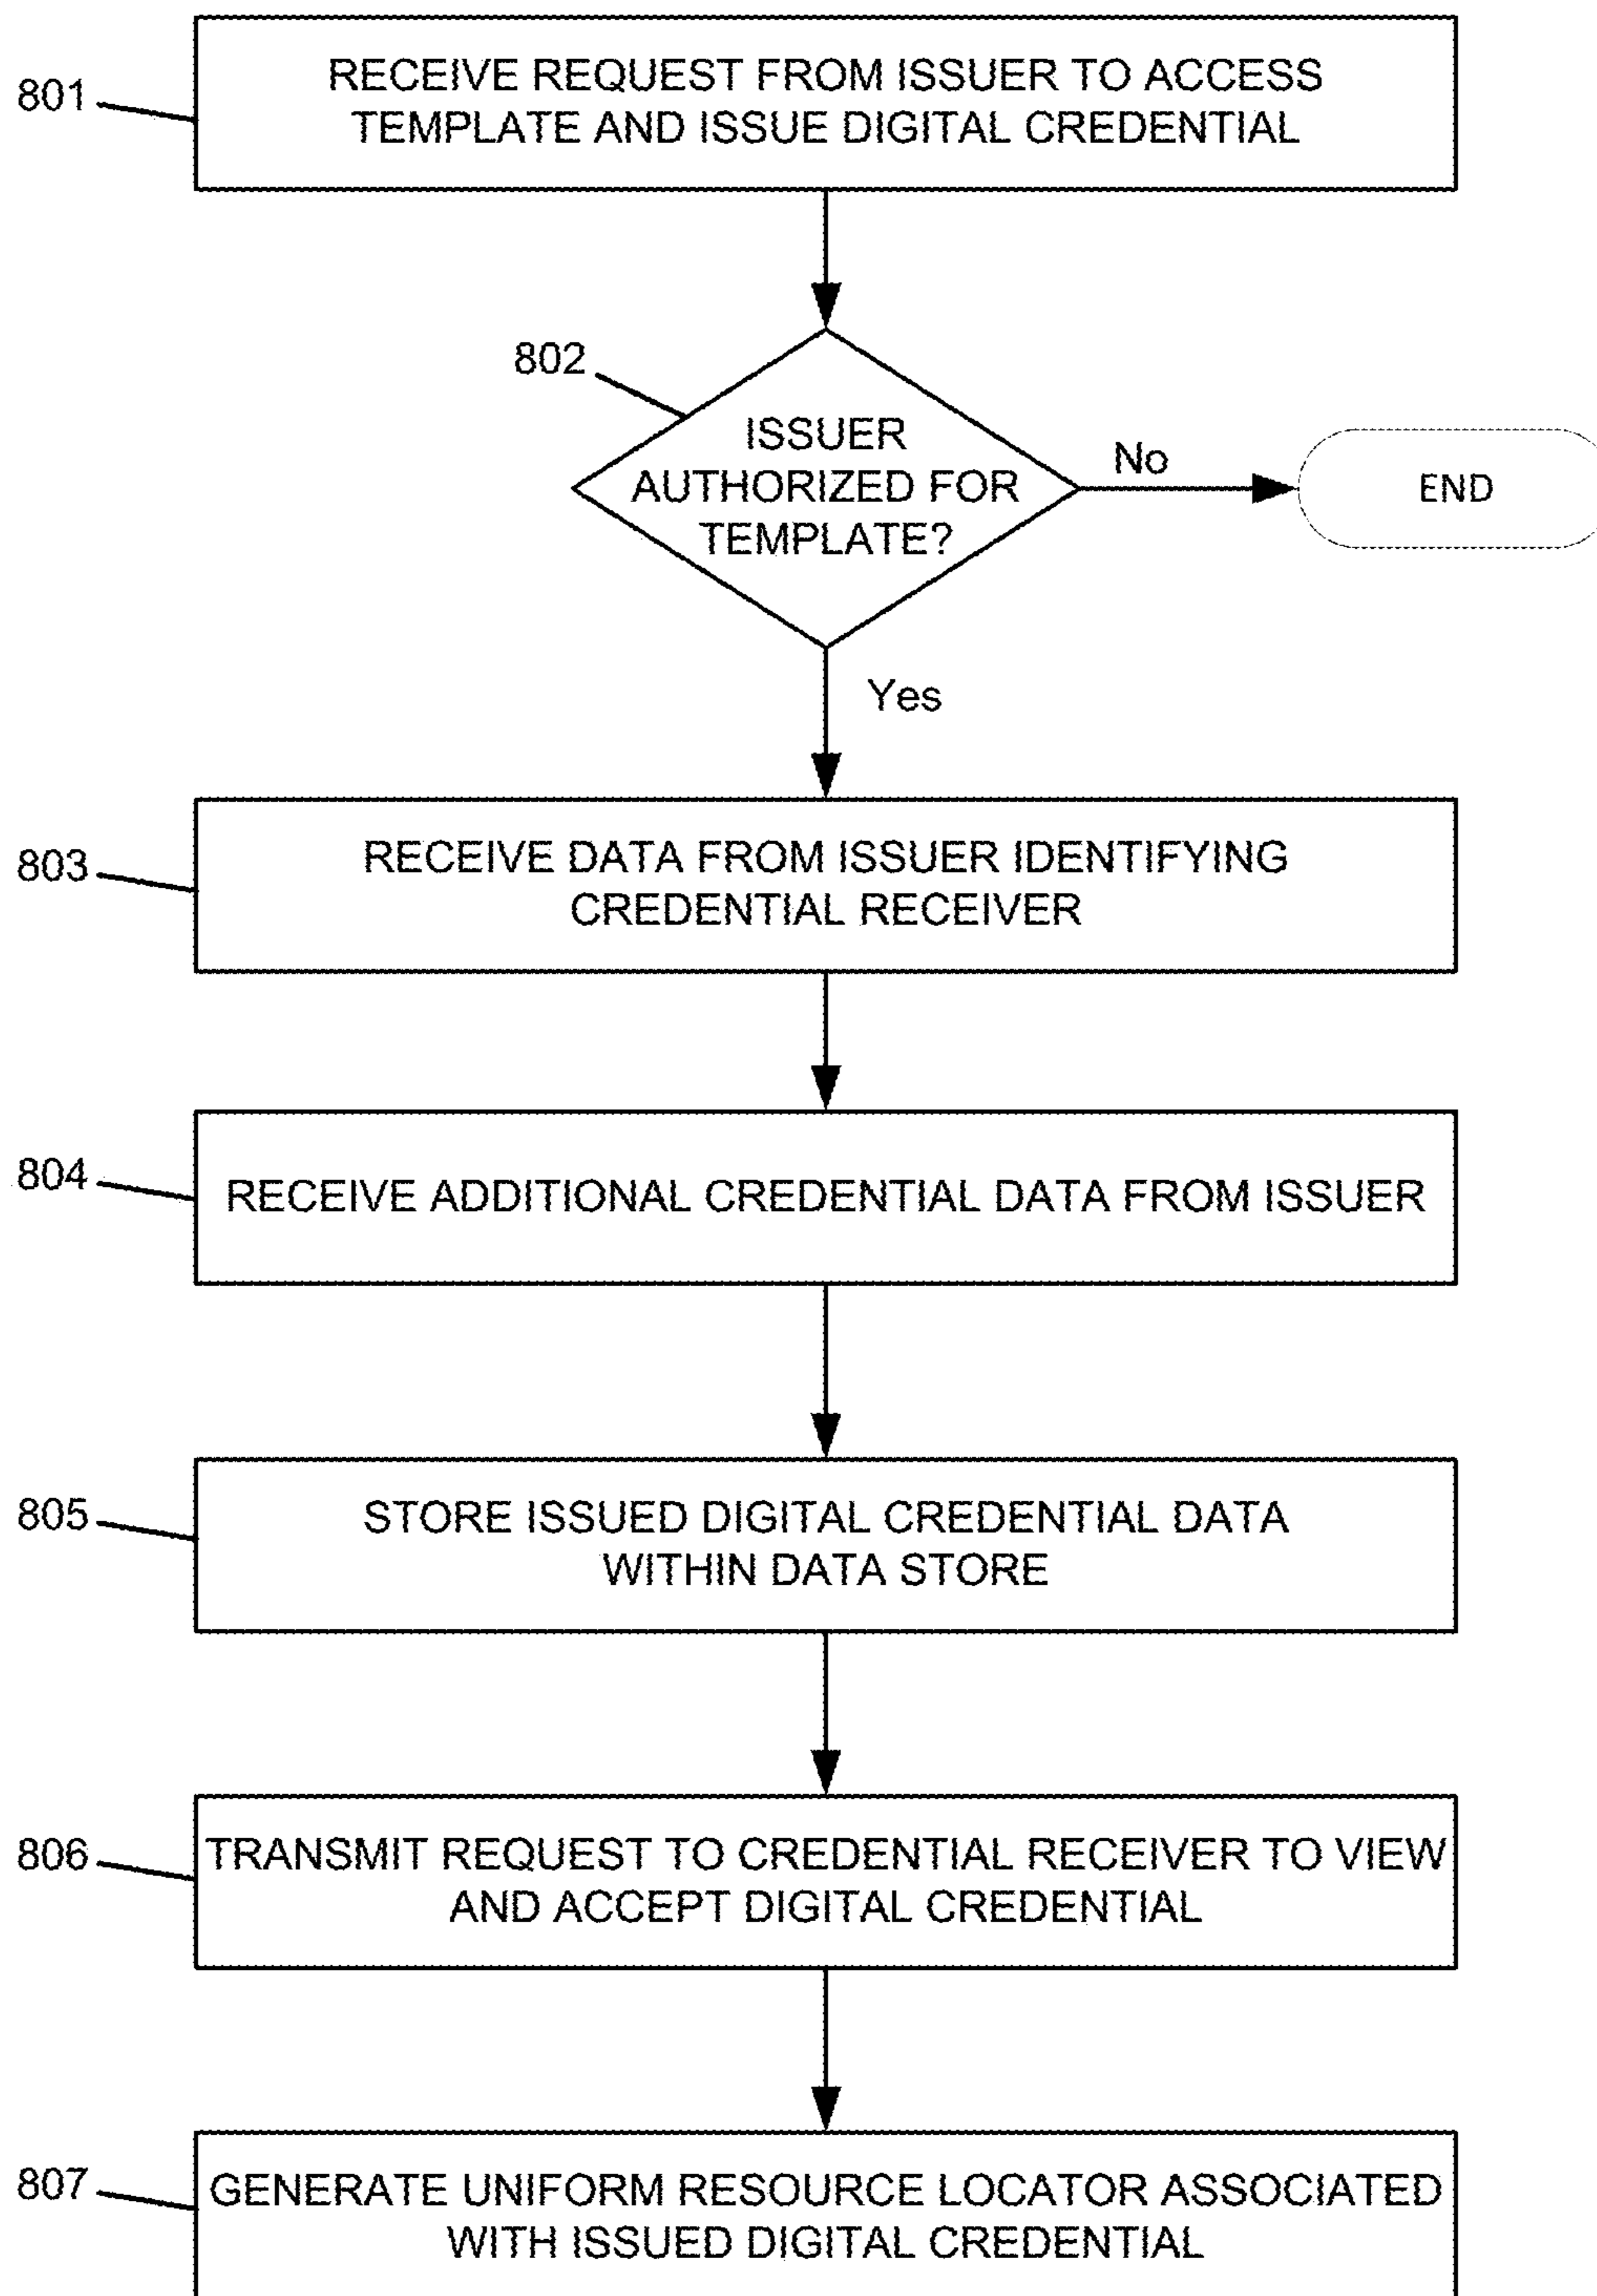 801
RECEIVE REQUEST FROM ISSUER TO ACCESS
TEMPLATE AND ISSUE DIGITAL CREDENTIAL
802
ISSUER
AUTHORIZED FOR
TEMPLATE?
No
END
Yes
803
RECEIVE DATA FROM ISSUER IDENTIFYING
CREDENTIAL RECEIVER
804
RECEIVE ADDITIONAL CREDENTIAL DATA FROM ISSUER
805
STORE ISSUED DIGITAL CREDENTIAL DATA
WITHIN DATA STORE
806
TRANSMIT REQUEST TO CREDENTIAL RECEIVER TO VIEW
AND ACCEPT DIGITAL CREDENTIAL
807
GENERATE UNIFORM RESOURCE LOCATOR ASSOCIATED
WITH ISSUED DIGITAL CREDENTIAL